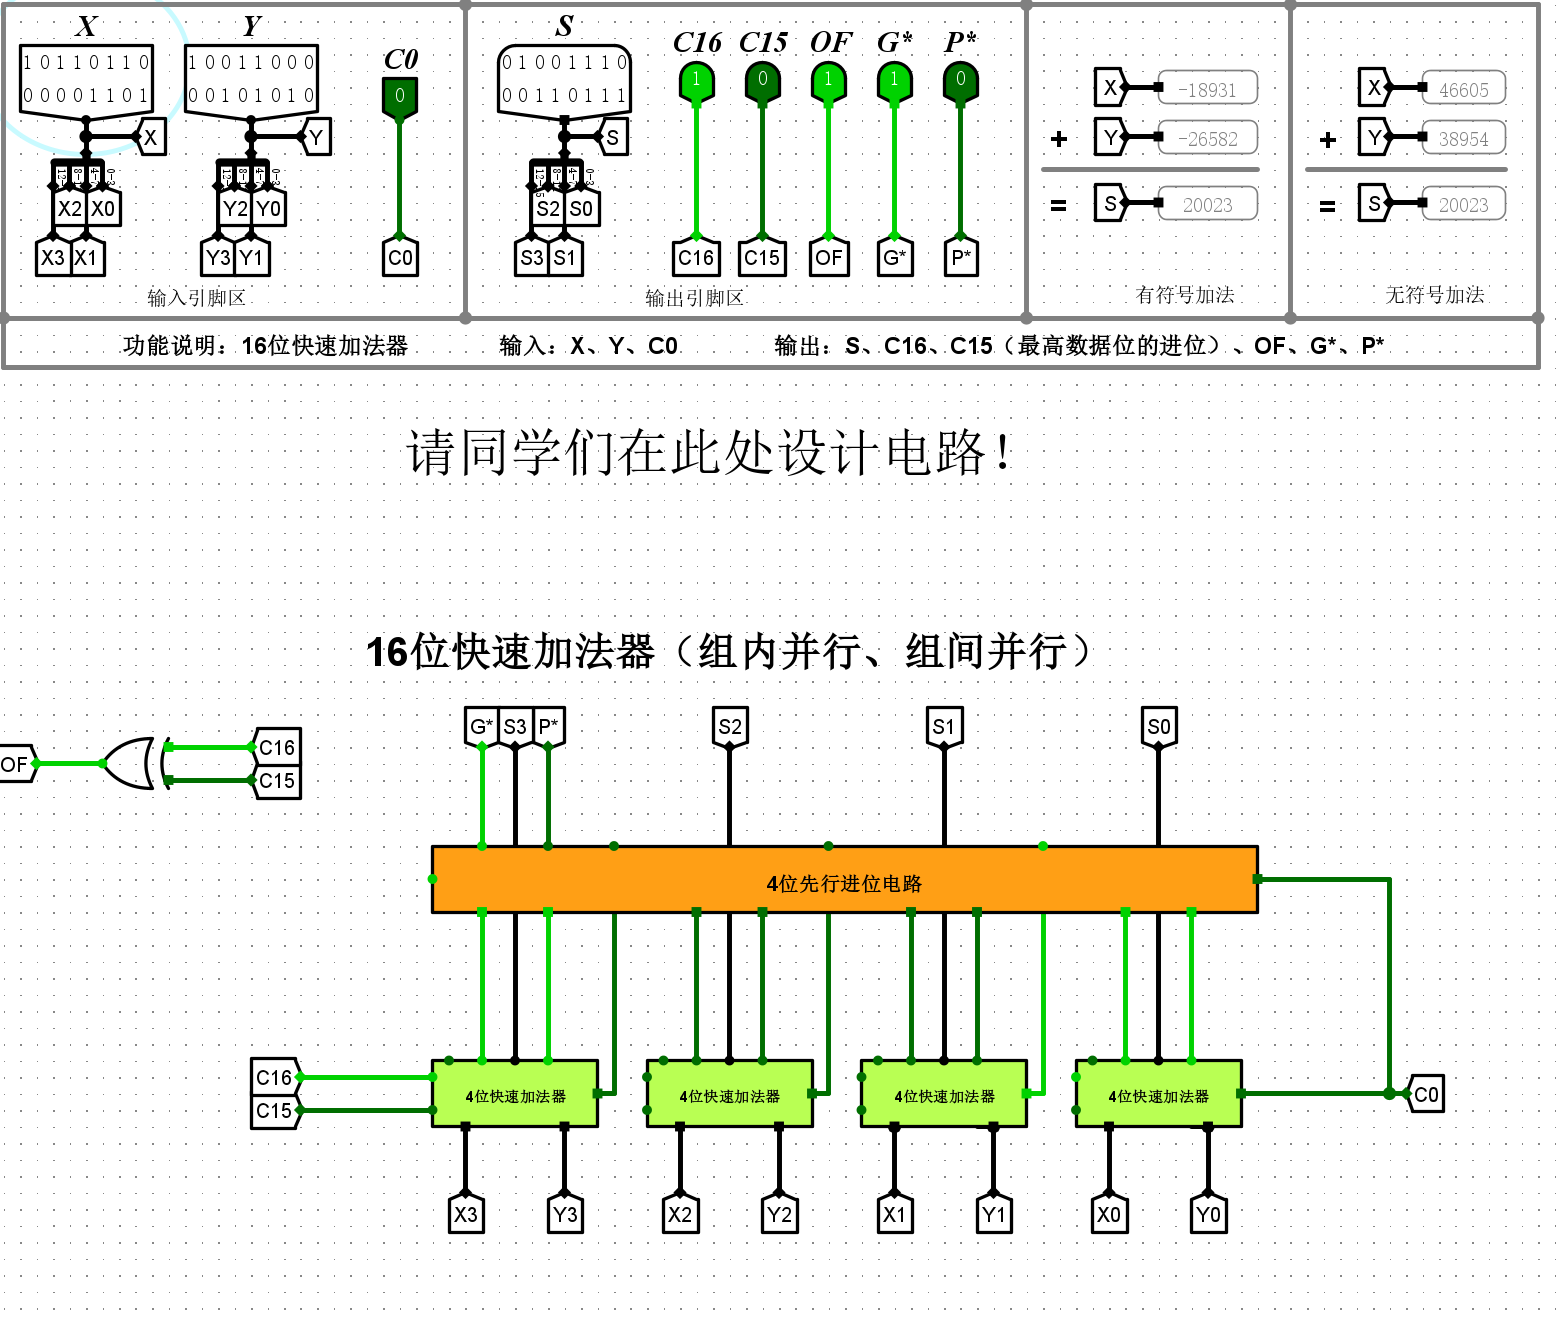 X Y C0 S C16 C15 OF G* P*
1 0 1 1 0 1 1 0
0 0 0 0 1 1 0 1
1 0 0 1 1 0 0 0
0 0 1 0 1 0 1 0
0
0 1 0 0 1 1 1 0
0 0 1 1 0 1 1 1
1 0 1 1 0
X Y S
0-3 4-7
0-3 4-7
0-3
X2 X0 Y2 Y0 S2 S0
X3 X1 Y3 Y1 C0 S3 S1 C16 C15 OF G* P*
X -18931
+ Y -26582
= S 20023
X 46605
+ Y 38954
= S 20023
输入引脚区
输出引脚区
有符号加法
无符号加法
功能说明：16位快速加法器 输入：X、Y、C0 输出：S、C16、C15（最高数据位的进位）、OF、G*、P*
请同学们在此处设计电路！
16位快速加法器（组内并行、组间并行）
G* S3 P* S2 S1 S0
OF
C16
C15
4位先行进位电路
C16
C15
4位快速加法器 4位快速加法器 4位快速加法器 4位快速加法器
C0
X3 Y3 X2 Y2 X1 Y1 X0 Y0